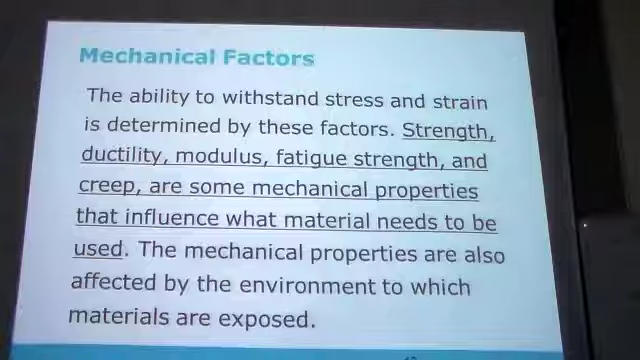 Mechanical Factors
The ability to withstand stress and strain
is determined by these factors. Strength,
ductility, modulus, fatigue strength, and
creep, are some mechanical properties
that influence what material needs to be
used. The mechanical properties are also
affected by the environment to which
materials are exposed.